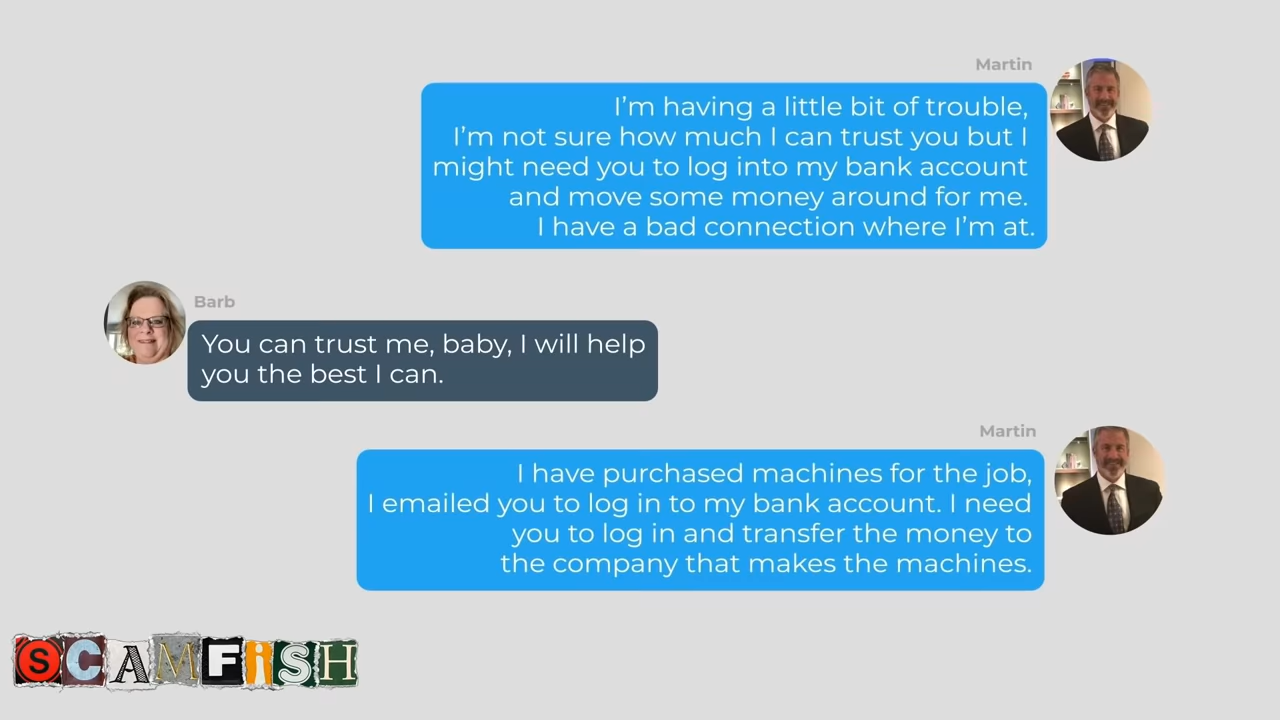 Martin
I’m having a little bit of trouble,
I’m not sure how much I can trust you but I
might need you to log into my bank account
and move some money around for me.
I have a bad connection where I’m at.
Barb
You can trust me, baby, I will help
you the best I can.
Martin
I have purchased machines for the job,
I emailed you to log in to my bank account. I need
you to log in and transfer the money to
the company that makes the machines.
SCAMFiSH